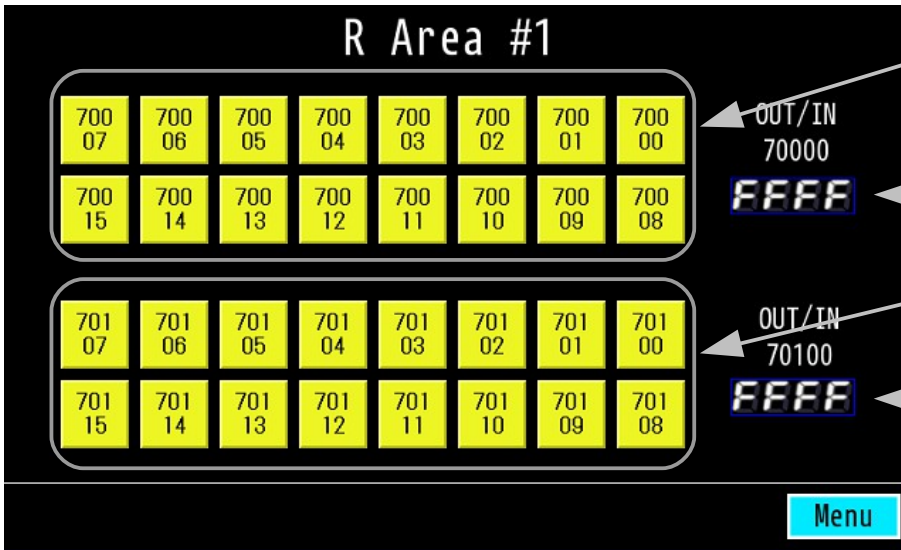 R Area #1
700 700 700 700 700 700 700 700
07 06 05 04 03 02 01 00
OUT/IN
70000
FFFF
700 700 700 700 700 700 700 700
15 14 13 12 11 10 09 08
701 701 701 701 701 701 701 701
07 06 05 04 03 02 01 00
OUT/IN
70100
FFFF
701 701 701 701 701 701 701 701
15 14 13 12 11 10 09 08
Menu